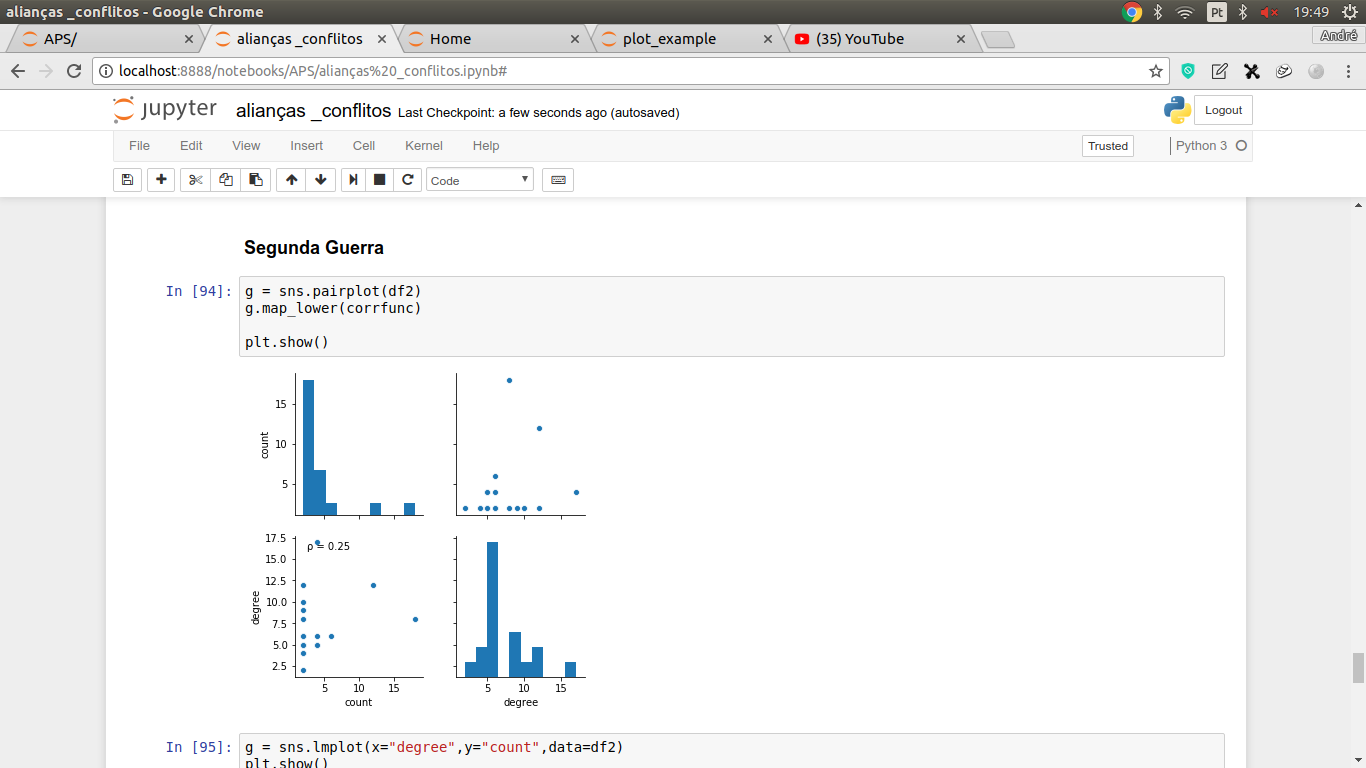 alianças _conflitos - Google Chrome
Pt
19:49
APS/
alianças _conflitos
Home
plot_example
(35) YouTube
André
localhost:8888/notebooks/APS/alianças%20_conflitos.ipynb#
jupyter
alianças _conflitos Last Checkpoint: a few seconds ago (autosaved)
Logout
File Edit View Insert Cell Kernel Help
Trusted
Python 3
Code
Segunda Guerra
In [94]:
g = sns.pairplot(df2)
g.map_lower(corrfunc)
plt.show()
15
10
5
count
17.5
15.0
12.5
10.0
7.5
5.0
2.5
degree
ρ = 0.25
5 10 15
count
5 10 15
degree
In [95]:
g = sns.lmplot(x="degree",y="count",data=df2)
plt.show()